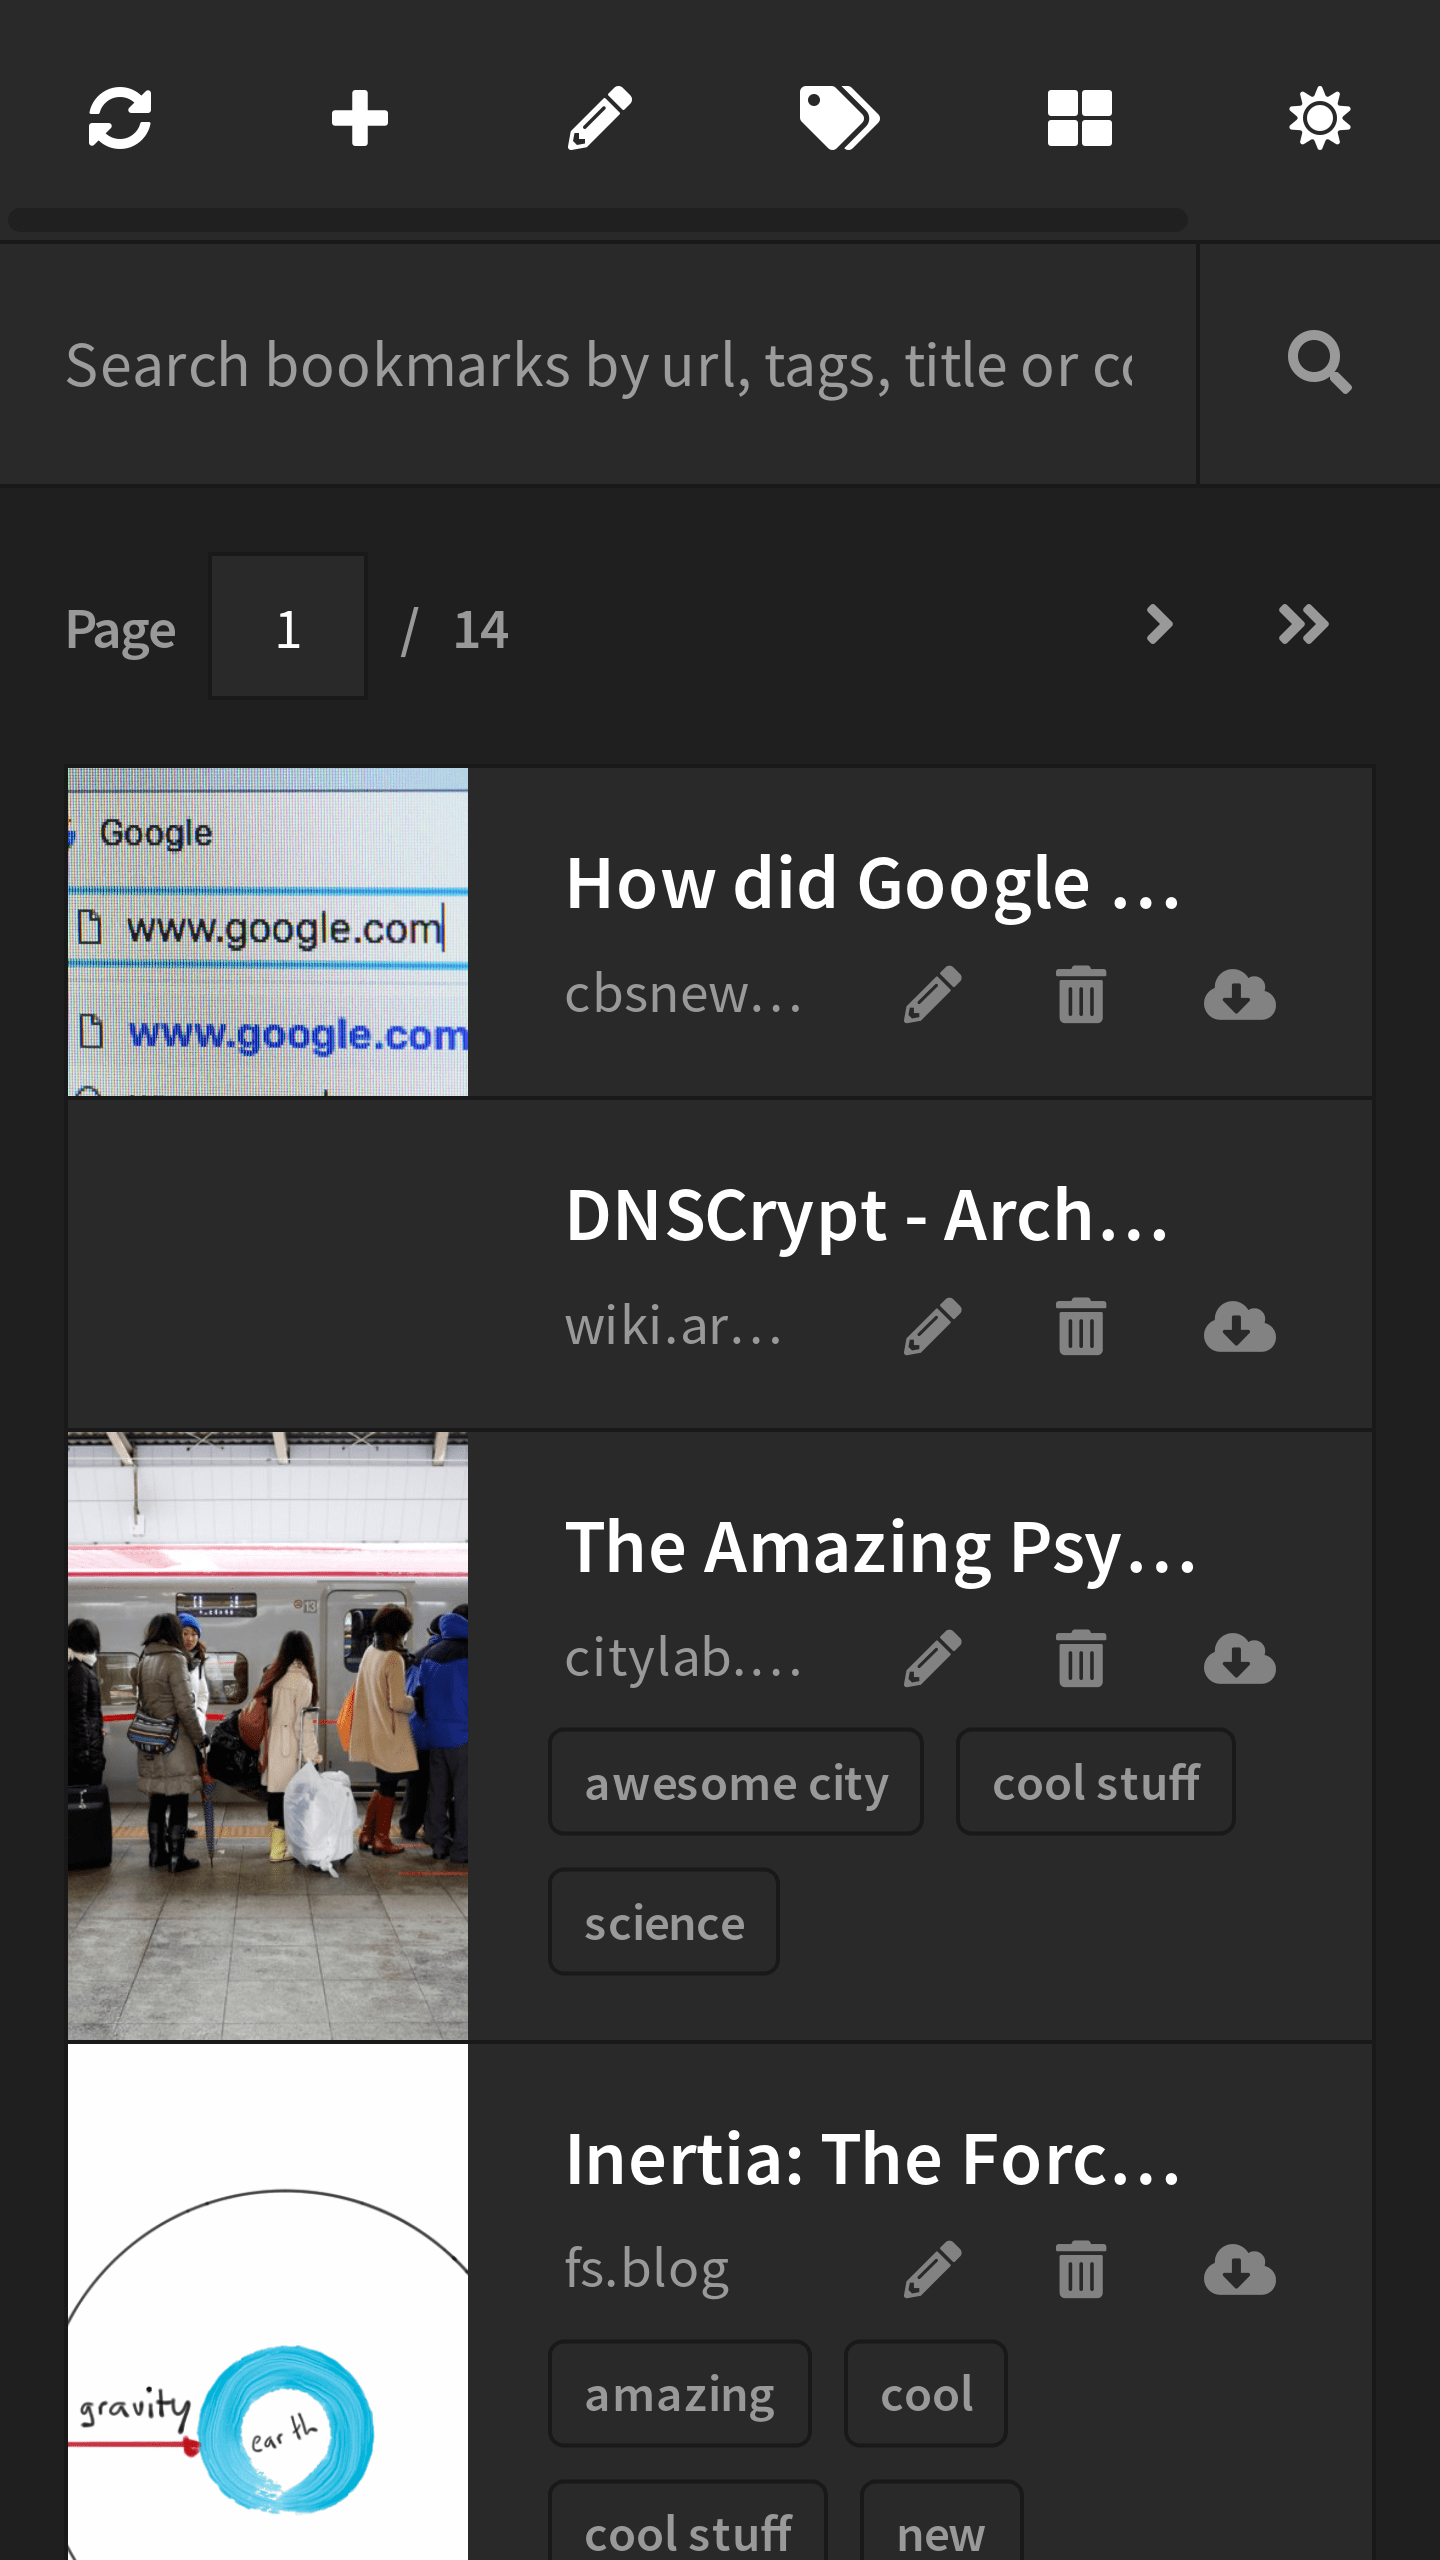 Search bookmarks by url, tags, title or co
Page 1 / 14
Google
www.google.com
www.google.com
How did Google …
cbsnew…
DNSCrypt - Arch…
wiki.ar…
13
The Amazing Psy…
citylab.…
awesome city cool stuff
science
Inertia: The Forc…
fs.blog
gravity
earth
amazing cool
cool stuff new